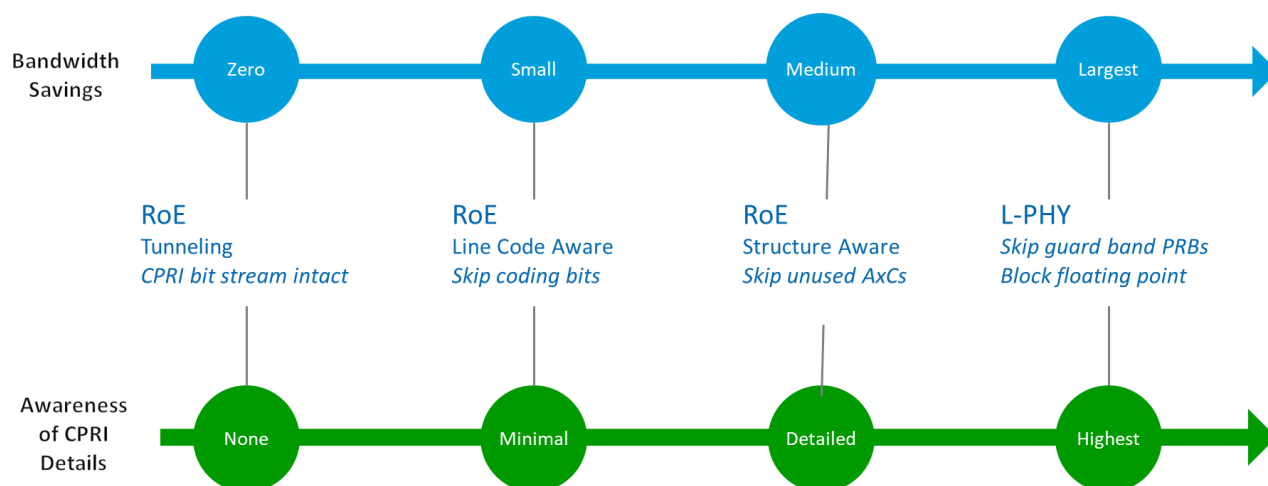 Bandwidth
Savings
Zero
Small
Medium
Largest
RoE
Tunneling
CPRI bit stream intact
RoE
Line Code Aware
Skip coding bits
RoE
Structure Aware
Skip unused AxCs
L-PHY
Skip guard band PRBs
Block floating point
Awareness
of CPRI
Details
None
Minimal
Detailed
Highest